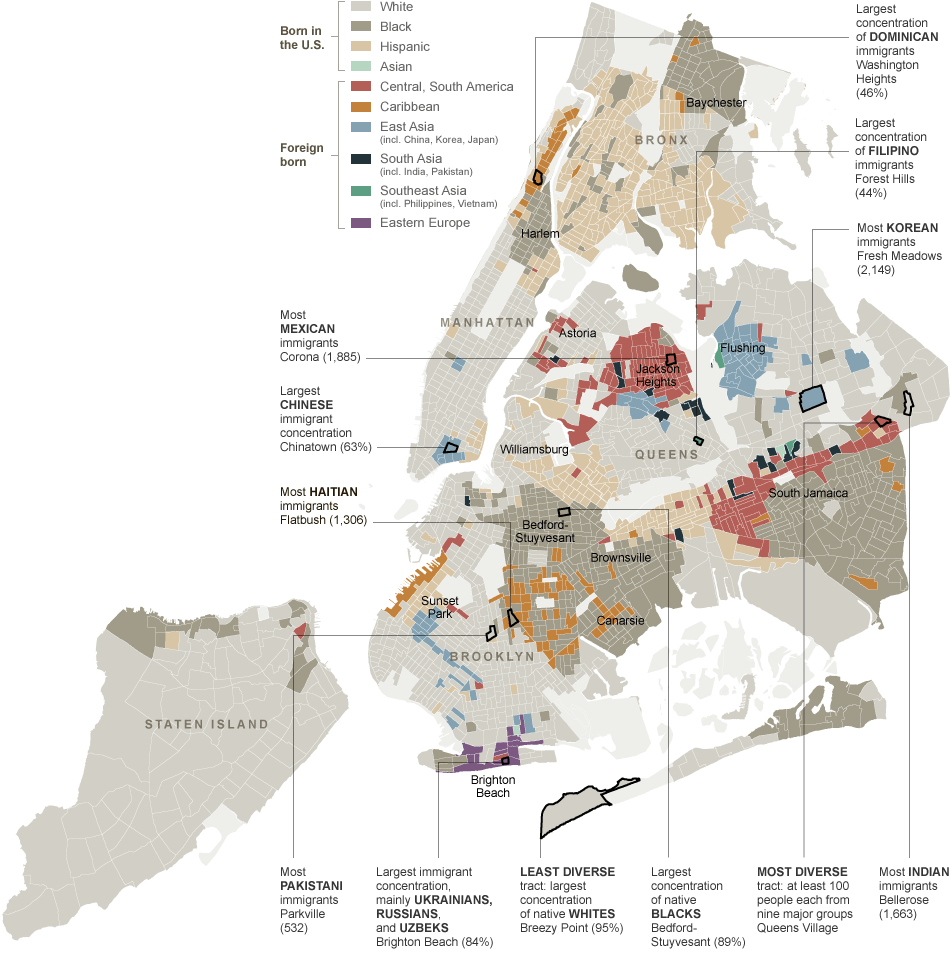 Born in
the U.S.
White
Black
Hispanic
Asian
Foreign
born
Central, South America
Caribbean
East Asia
(incl. China, Korea, Japan)
South Asia
(incl. India, Pakistan)
Southeast Asia
(incl. Philippines, Vietnam)
Eastern Europe
Largest
concentration
of DOMINICAN
immigrants
Washington
Heights
(46%)
Largest
concentration
of FILIPINO
immigrants
Forest Hills
(44%)
Most KOREAN
immigrants
Fresh Meadows
(2,149)
Most
MEXICAN
immigrants
Corona (1,885)
Largest
CHINESE
immigrant
concentration
Chinatown (63%)
Most HAITIAN
immigrants
Flatbush (1,306)
Baychester
BRONX
Harlem
MANHATTAN
Astoria
Flushing
Jackson
Heights
Williamsburg
QUEENS
South Jamaica
Bedford-
Stuyvesant
Brownsville
Sunset
Park
Canarsie
BROOKLYN
STATEN ISLAND
Brighton
Beach
Most
PAKISTANI
immigrants
Parkville
(532)
Largest immigrant
concentration,
mainly UKRAINIANS,
RUSSIANS,
and UZBEKS
Brighton Beach (84%)
LEAST DIVERSE
tract: largest
concentration
of native WHITES
Breezy Point (95%)
Largest
concentration
of native
BLACKS
Bedford-
Stuyvesant (89%)
MOST DIVERSE
tract: at least 100
people each from
nine major groups
Queens Village
Most INDIAN
immigrants
Bellerose
(1,663)